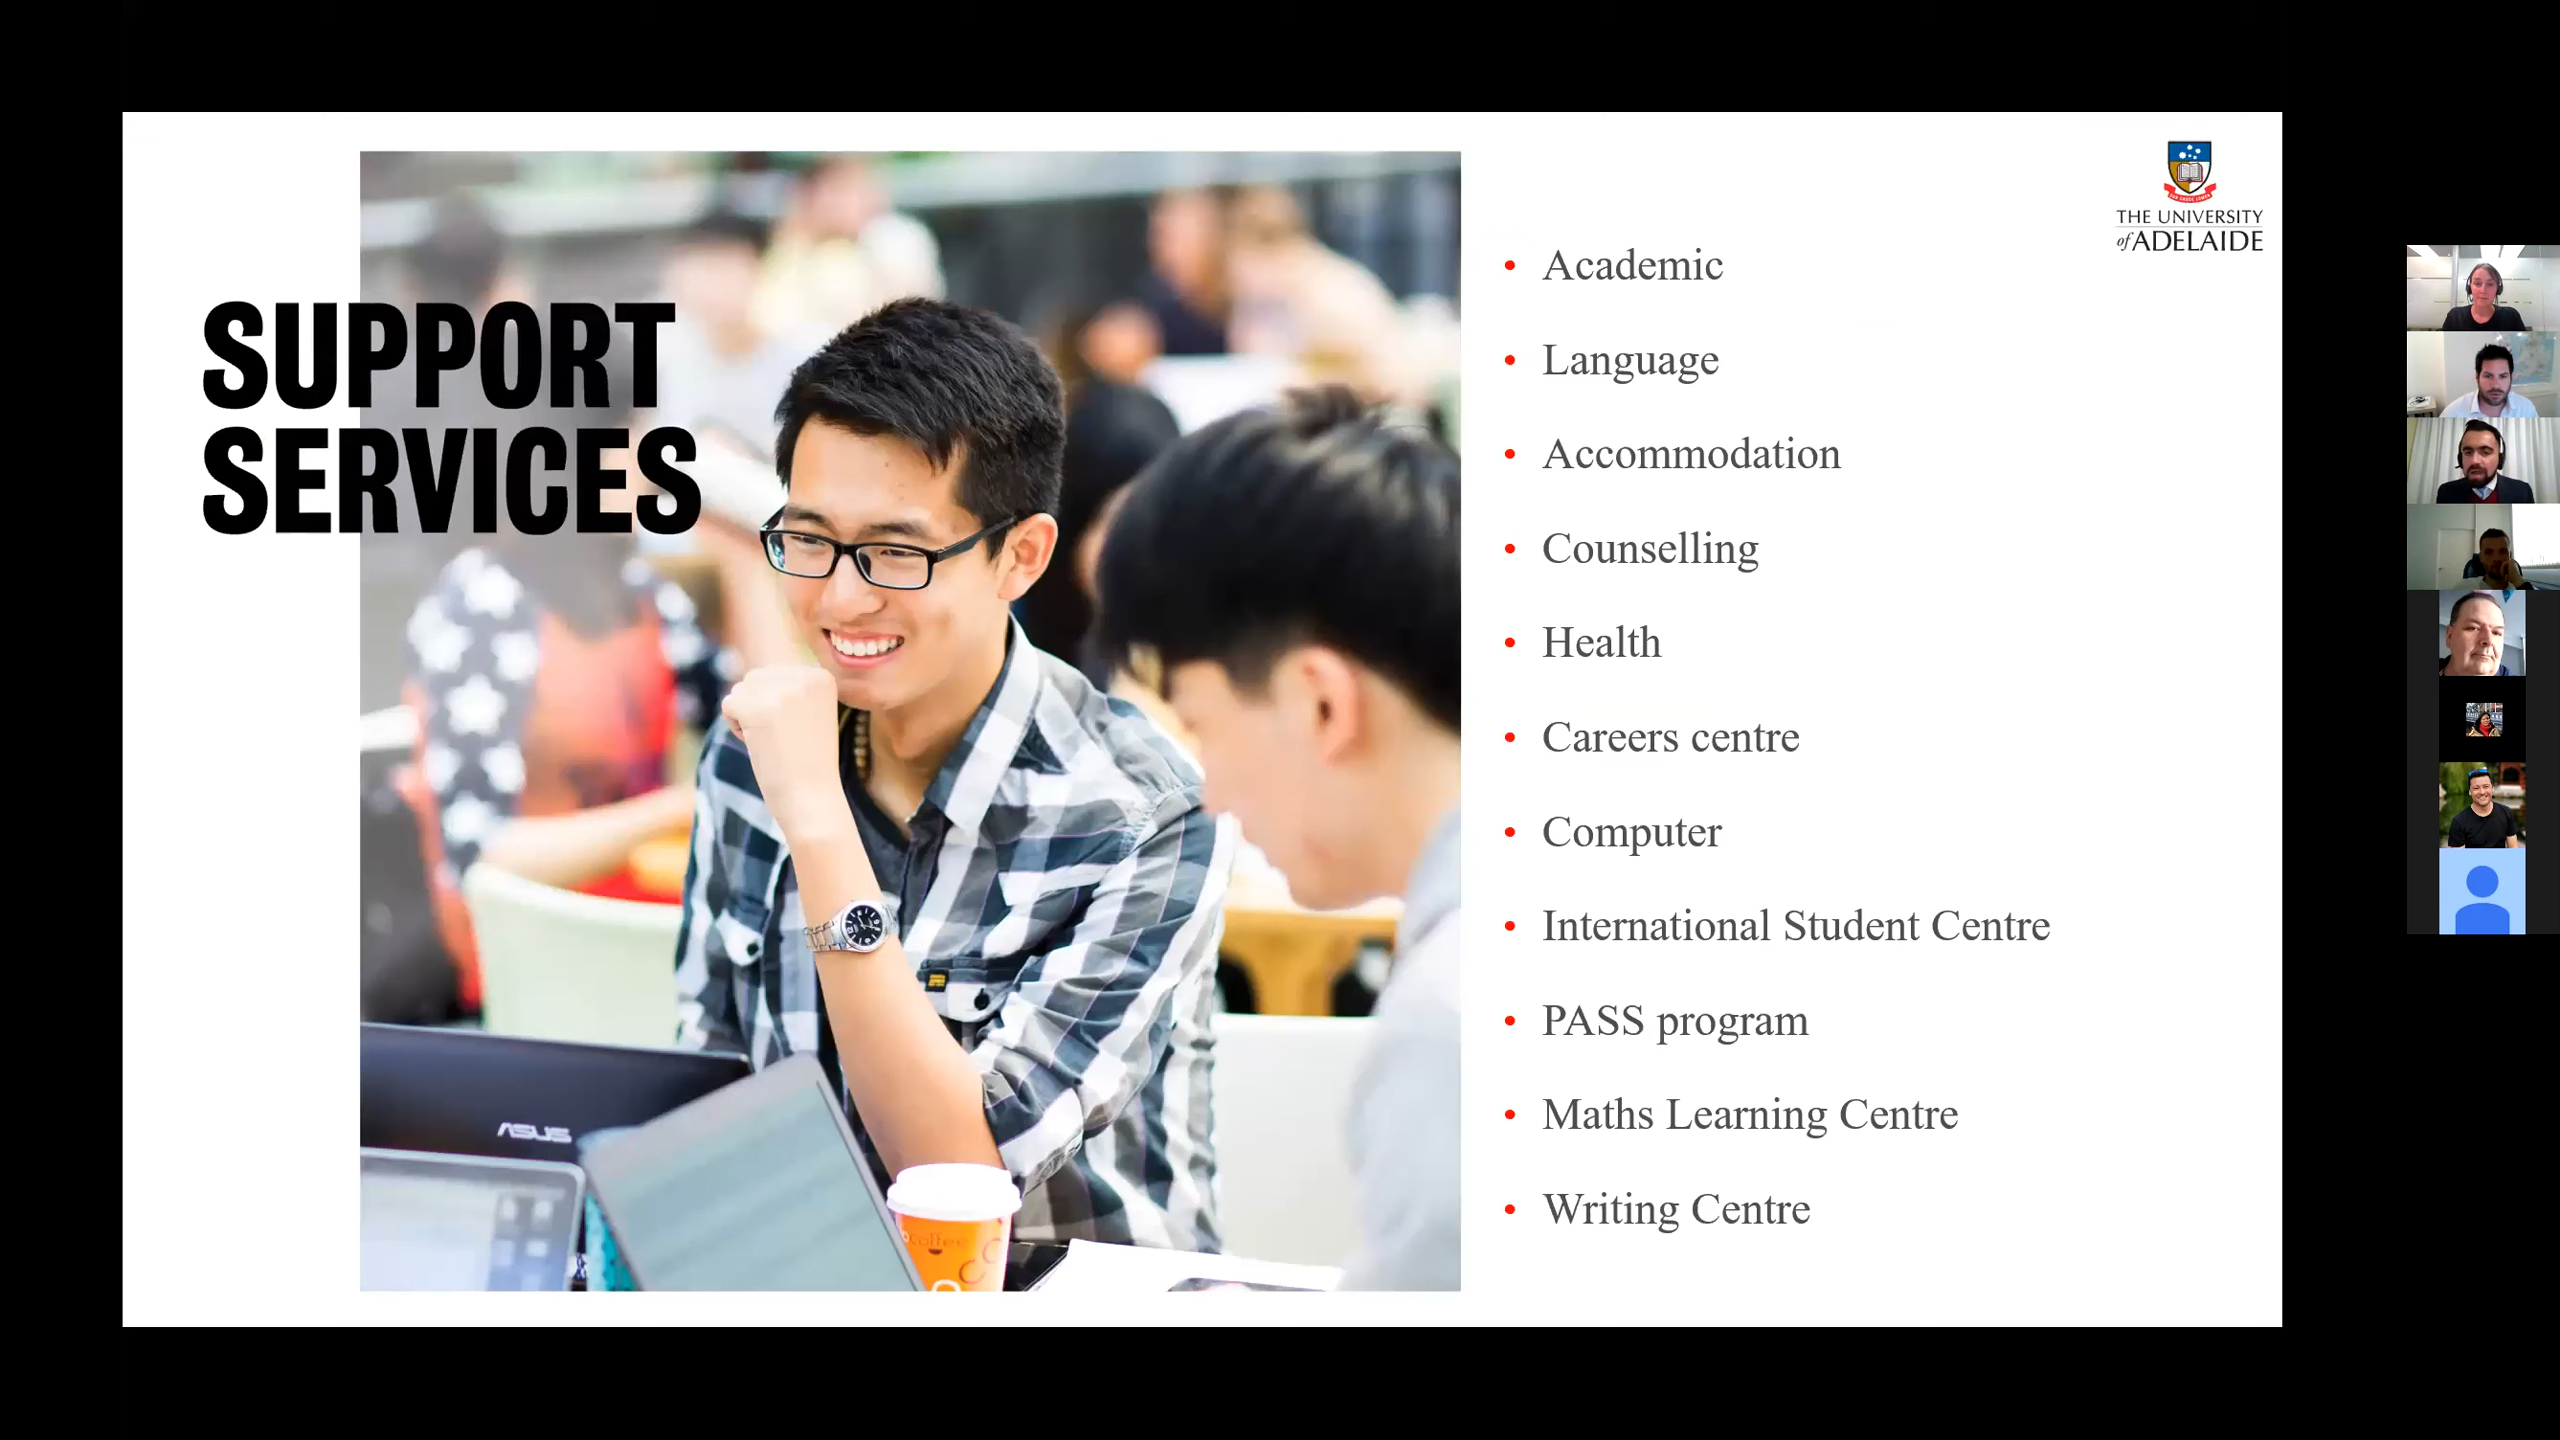 SUPPORT
SERVICES
THE UNIVERSITY
of ADELAIDE
• Academic
• Language
• Accommodation
• Counselling
• Health
• Careers centre
• Computer
• International Student Centre
• PASS program
• Maths Learning Centre
• Writing Centre
ASUS
coffee